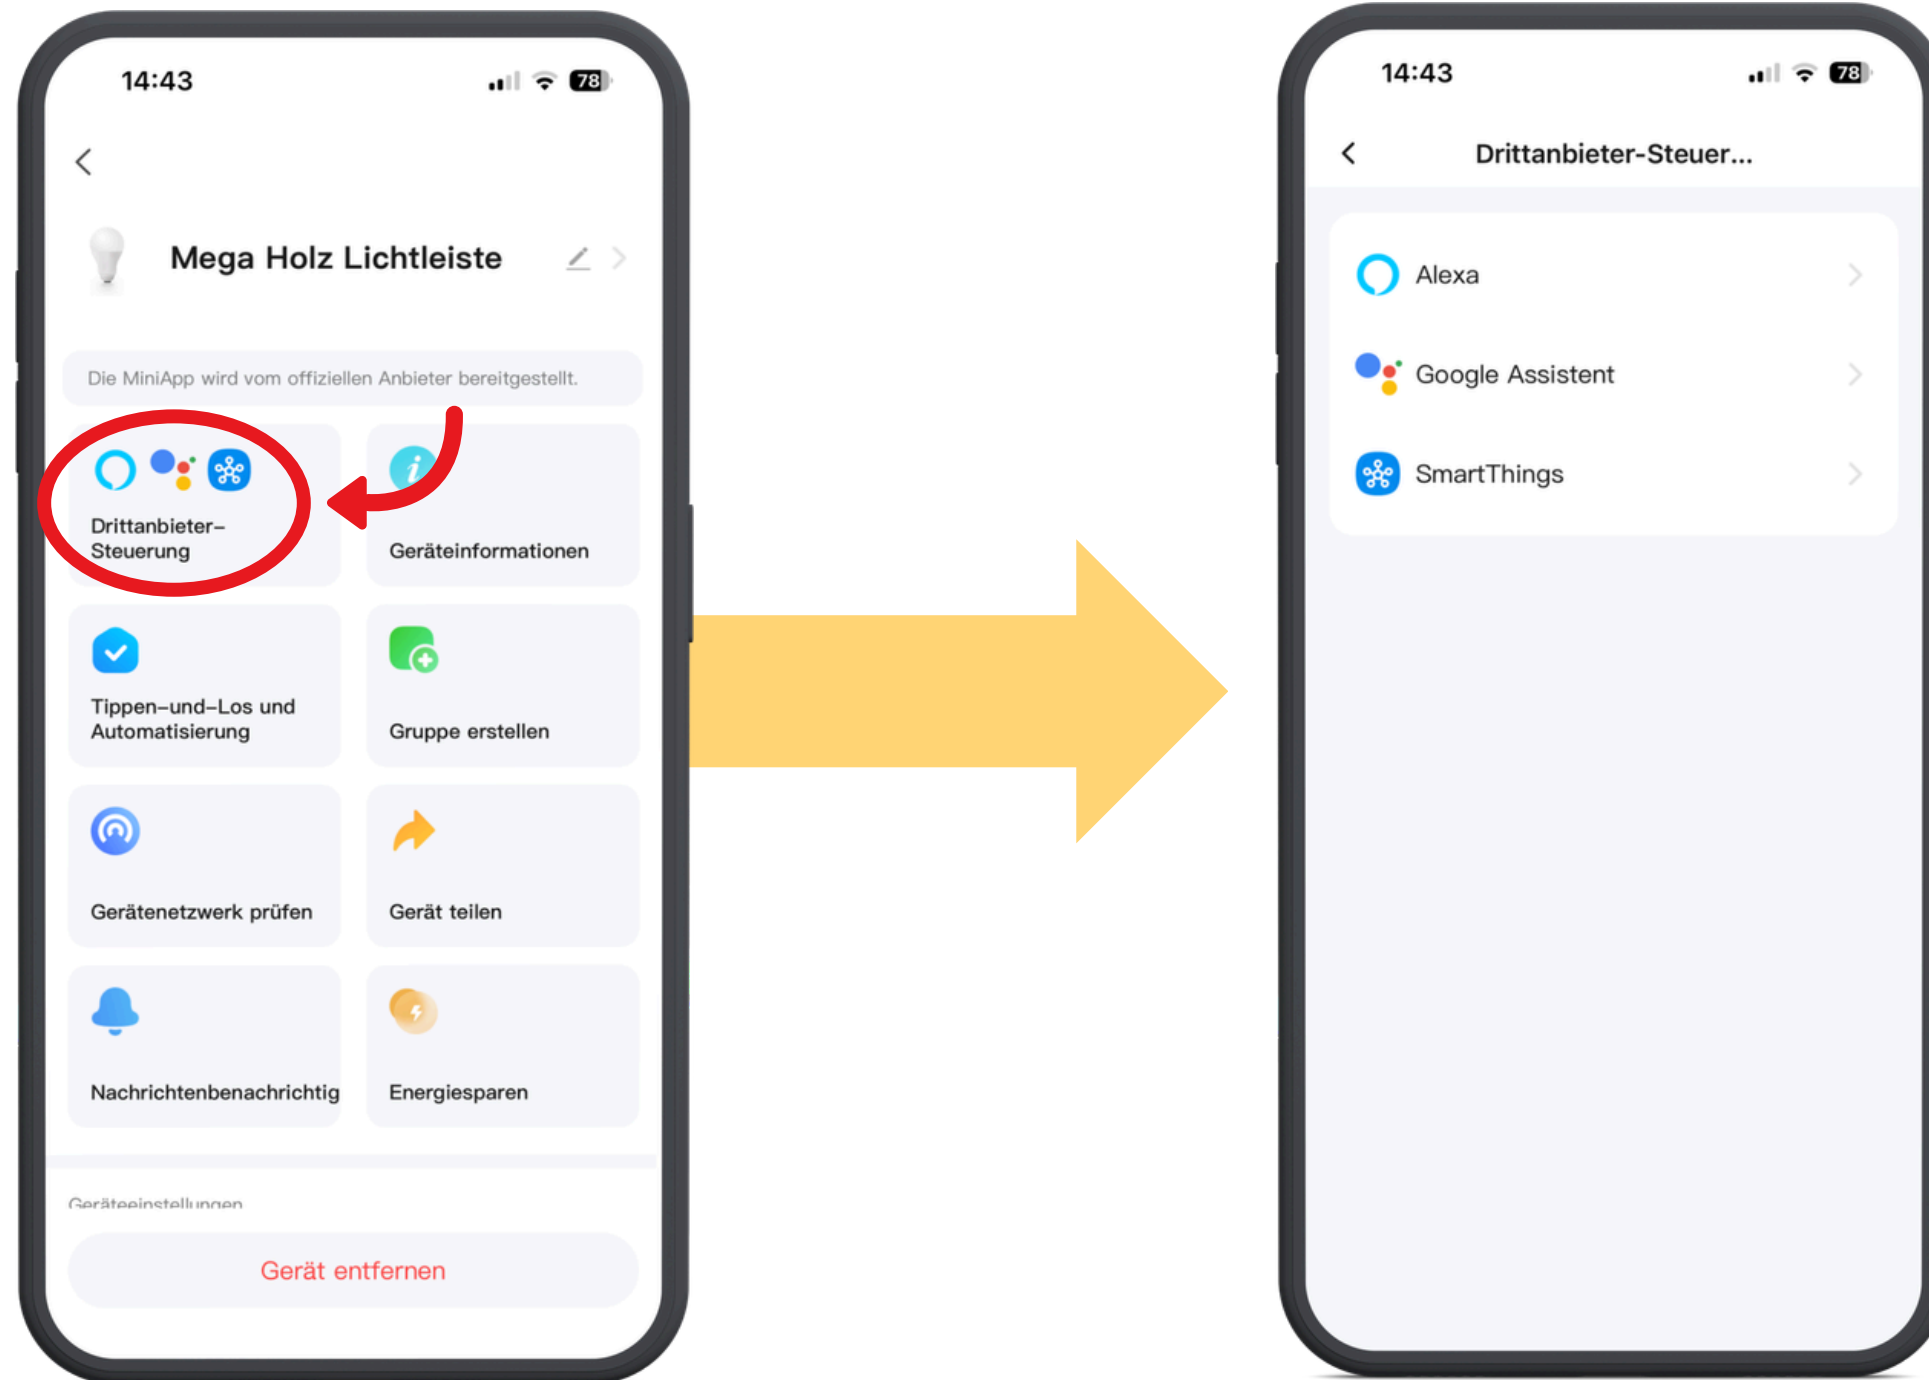 14:43
78
Mega Holz Lichtleiste
Die MiniApp wird vom offiziellen Anbieter bereitgestellt.
Drittanbieter-
Steuerung
Geräteinformationen
Tippen-und-Los und
Automatisierung
Gruppe erstellen
Gerätenetzwerk prüfen
Gerät teilen
Nachrichtenbenachrichtig
Energiesparen
Geräteeinstellungen
Gerät entfernen
14:43
78
Drittanbieter-Steuer...
Alexa
Google Assistent
SmartThings